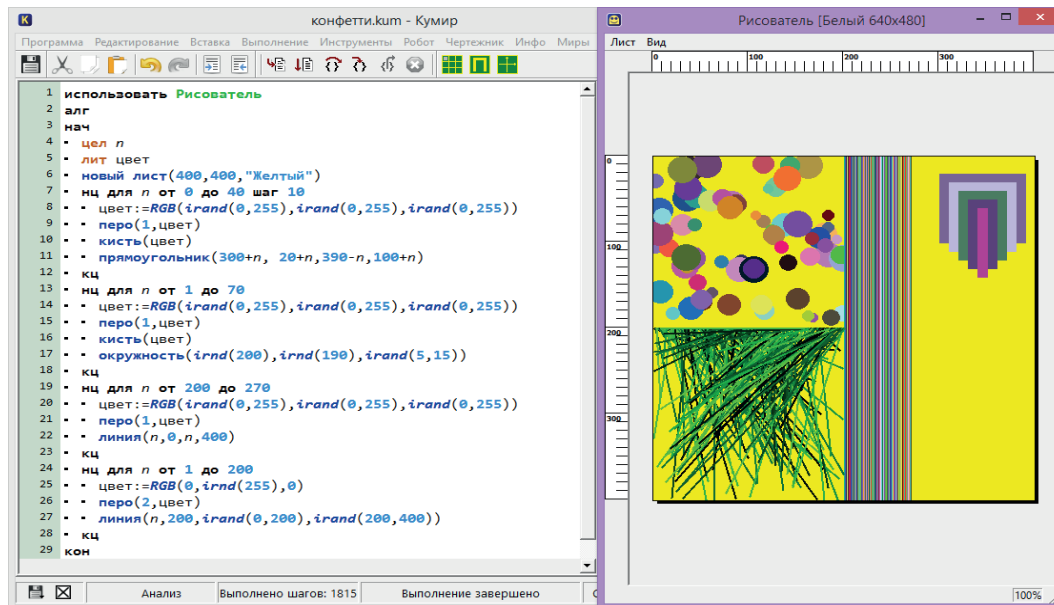 конфетти.kum - Кумир
Программа Редактирование Вставка Выполнение Инструменты Робот Чертежник Инфо Миры
1 использовать Рисователь
2 алг
3 нач
4 цел n
5 лит цвет
6 новый лист(400,400,"Желтый")
7 нц для n от 0 до 40 шаг 10
8 цвет:=RGB(irand(0,255),irand(0,255),irand(0,255))
9 перо(1,цвет)
10 кисть(цвет)
11 прямоугольник(300+n, 20+n,390-n,100+n)
12 кц
13 нц для n от 1 до 70
14 цвет:=RGB(irand(0,255),irand(0,255),irand(0,255))
15 перо(1,цвет)
16 кисть(цвет)
17 окружность(irnd(200),irnd(190),irand(5,15))
18 кц
19 нц для n от 200 до 270
20 цвет:=RGB(irand(0,255),irand(0,255),irand(0,255))
21 перо(1,цвет)
22 линия(n,0,n,400)
23 кц
24 нц для n от 1 до 200
25 цвет:=RGB(0,irnd(255),0)
26 перо(2,цвет)
27 линия(n,200,irand(0,200),irand(200,400))
28 кц
29 кон
Анализ Выполнено шагов: 1815 Выполнение завершено
Рисователь [Белый 640x480]
Лист Вид
0 100 200 300
0
100
200
300
100%